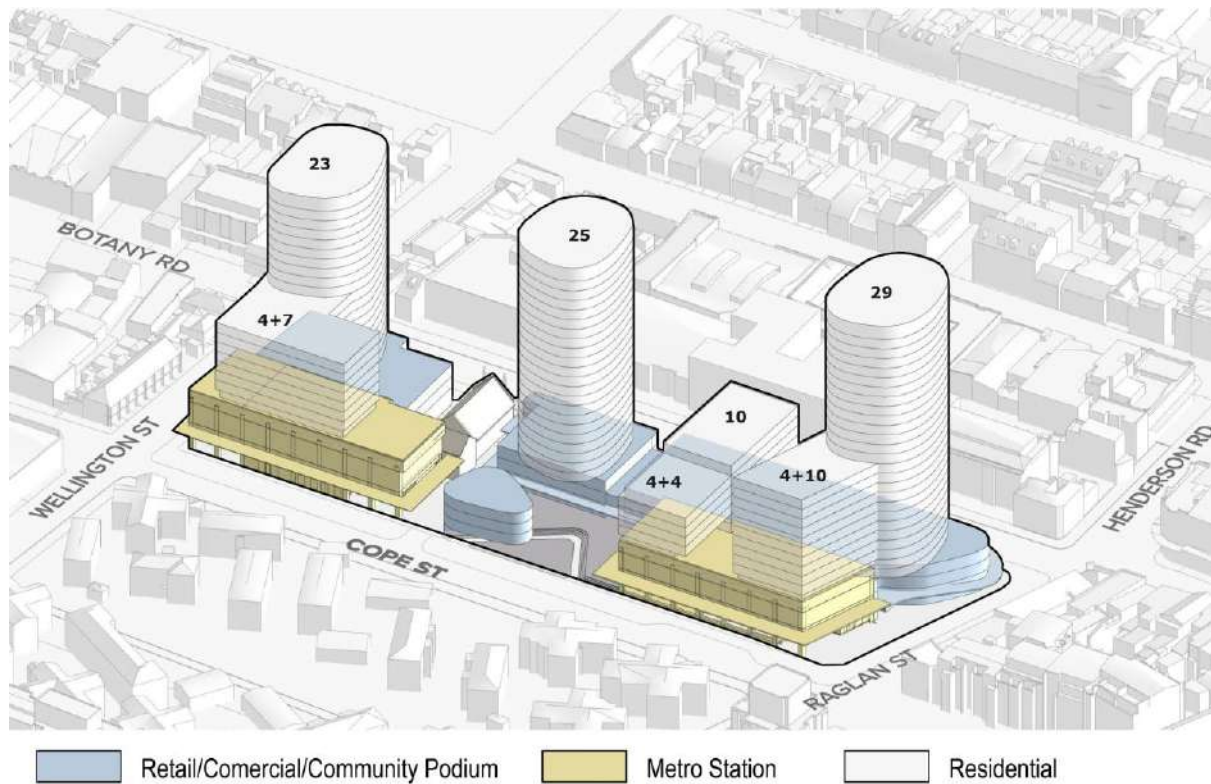 23
25
29
BOTANY RD
4+7
10
4+4
4+10
WELLINGTON ST
HENDERSON RD
COPE ST
RAGLAN ST
Retail/Comercial/Community Podium
Metro Station
Residential